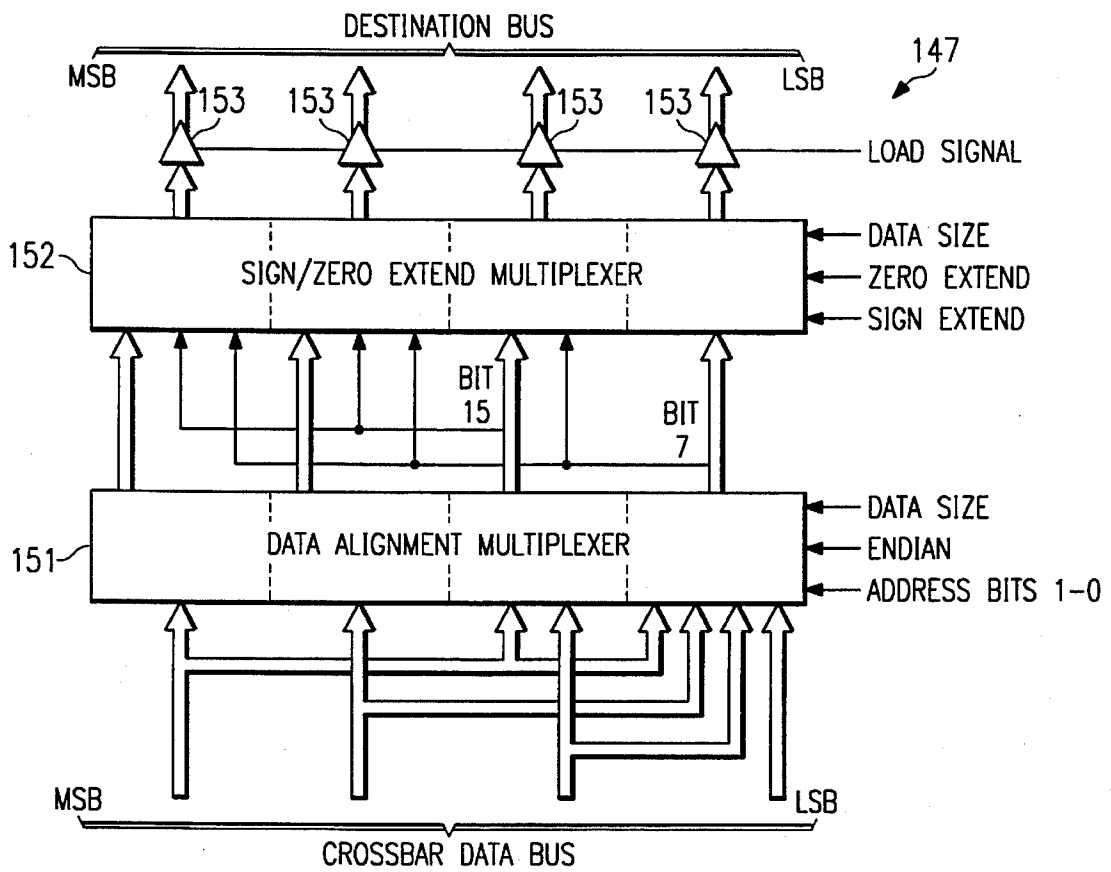 DESTINATION BUS
MSB
LSB
147
153
153
153
153
LOAD SIGNAL
152
SIGN/ZERO EXTEND MULTIPLEXER
DATA SIZE
ZERO EXTEND
SIGN EXTEND
BIT
15
BIT
7
151
DATA ALIGNMENT MULTIPLEXER
DATA SIZE
ENDIAN
ADDRESS BITS 1-0
MSB
LSB
CROSSBAR DATA BUS